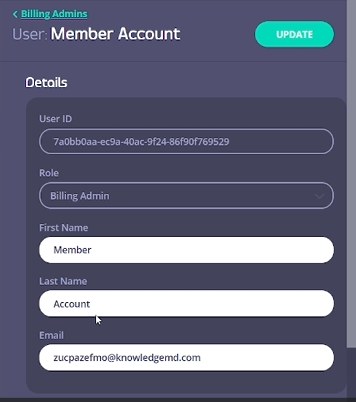 < Billing Admins
User: Member Account
UPDATE
Details
User ID
7a0bb0aa-ec9a-40ac-9f24-86f90f769529
Role
Billing Admin
First Name
Member
Last Name
Account
Email
zucpazefmo@knowledgemd.com